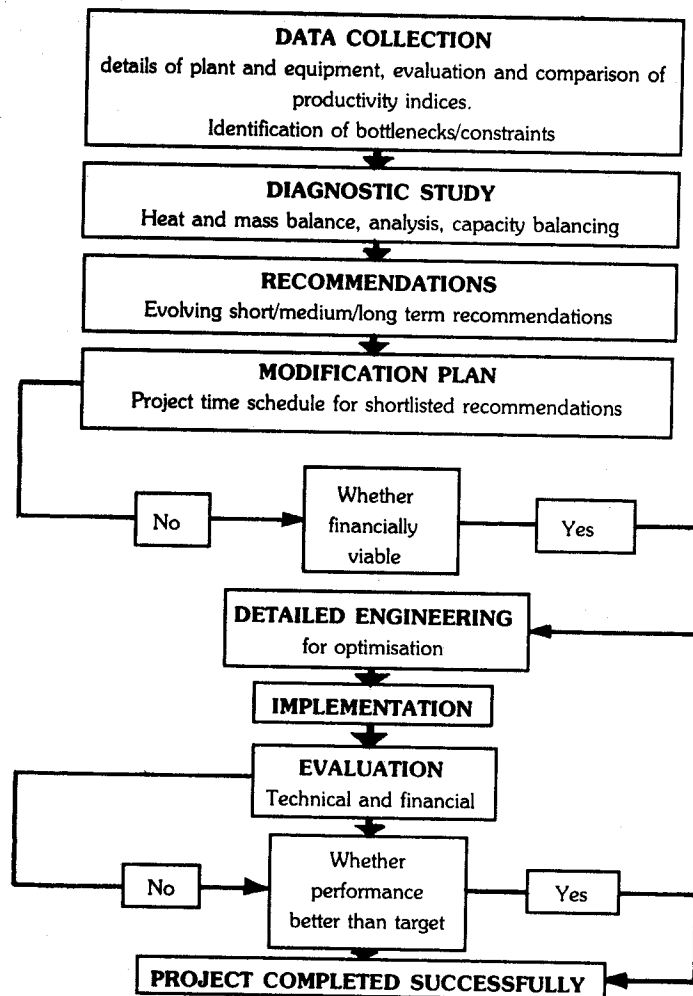 DATA COLLECTION
details of plant and equipment, evaluation and comparison of
productivity indices.
Identification of bottlenecks/constraints
DIAGNOSTIC STUDY
Heat and mass balance, analysis, capacity balancing
RECOMMENDATIONS
Evolving short/medium/long term recommendations
MODIFICATION PLAN
Project time schedule for shortlisted recommendations
No
Whether
financially
viable
Yes
DETAILED ENGINEERING
for optimisation
IMPLEMENTATION
EVALUATION
Technical and financial
No
Whether
performance
better than target
Yes
PROJECT COMPLETED SUCCESSFULLY